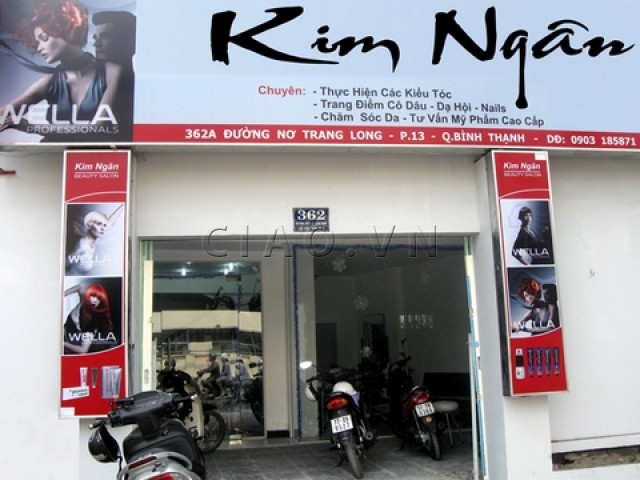 Kim Ngân
WELLA
PROFESSIONALS
Chuyên: - Thực Hiện Các Kiểu Tóc
- Trang Điểm Cô Dâu - Dạ Hội - Nails
- Chăm Sóc Da - Tư Vấn Mỹ Phẩm Cao Cấp
362A ĐƯỜNG NƠ TRANG LONG - P.13 - Q.BÌNH THẠNH - DĐ: 0903 185871
Kim Ngân
BEAUTY SALON
WELLA
WELLA
362
CIAO.VN
Kim Ngân
BEAUTY SALON
WELLA
WELLA